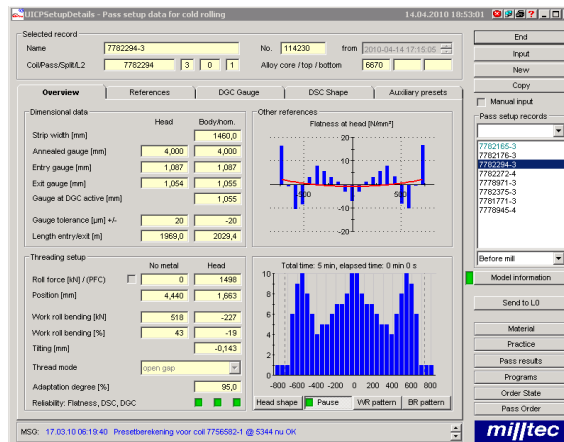 UICPSetupDetails - Pass setup data for cold rolling 14.04.2010 18:53:01
Selected record
Name 7782294-3 No. 114230 from 2010-04-14 17:15:05
Coil/Pass/Split/L2 7782294 3 0 1 Alloy core / top / bottom 6670
End
Input
New
Copy
Manual input
Pass setup records
7782165-3
7782176-3
7782294-3
7782272-4
7778971-3
7782375-3
7781771-3
7778945-4
Before mill
Model information
Send to L0
Material
Practice
Pass results
Programs
Order State
Pass Order
milltec
Overview References DGC Gauge DSC Shape Auxiliary presets
Dimensional data
Head Body/nom.
Strip width [mm] 1460,0
Annealed gauge [mm] 4,000 4,000
Entry gauge [mm] 1,087 1,087
Exit gauge [mm] 1,054 1,055
Gauge at DGC active [mm] 1,055
Gauge tolerance [µm] +/- 20 -20
Length entry/exit [m] 1969,0 2029,4
Other references
Flatness at head [N/mm²]
20
10
-500 500
-10
-20
Threading setup
No metal Head
Roll force [kN] / (PFC) 0 1498
Position [mm] 4,440 1,663
Work roll bending [kN] 518 -227
Work roll bending [%] 43 -19
Tilting [mm] -0,143
Thread mode open gap
Adaptation degree [%] 95,0
Reliability: Flatness, DSC, DGC
Total time: 5 min, elapsed time: 0 min 0 s
10
8
6
4
2
0
-800 -600 -400 -200 0 200 400 600 800
Head shape Pause WR pattern BR pattern
MSG: 17.03.10 06:19:40 Presetberekening voor coil 7756582-1 @ 5344 nu OK